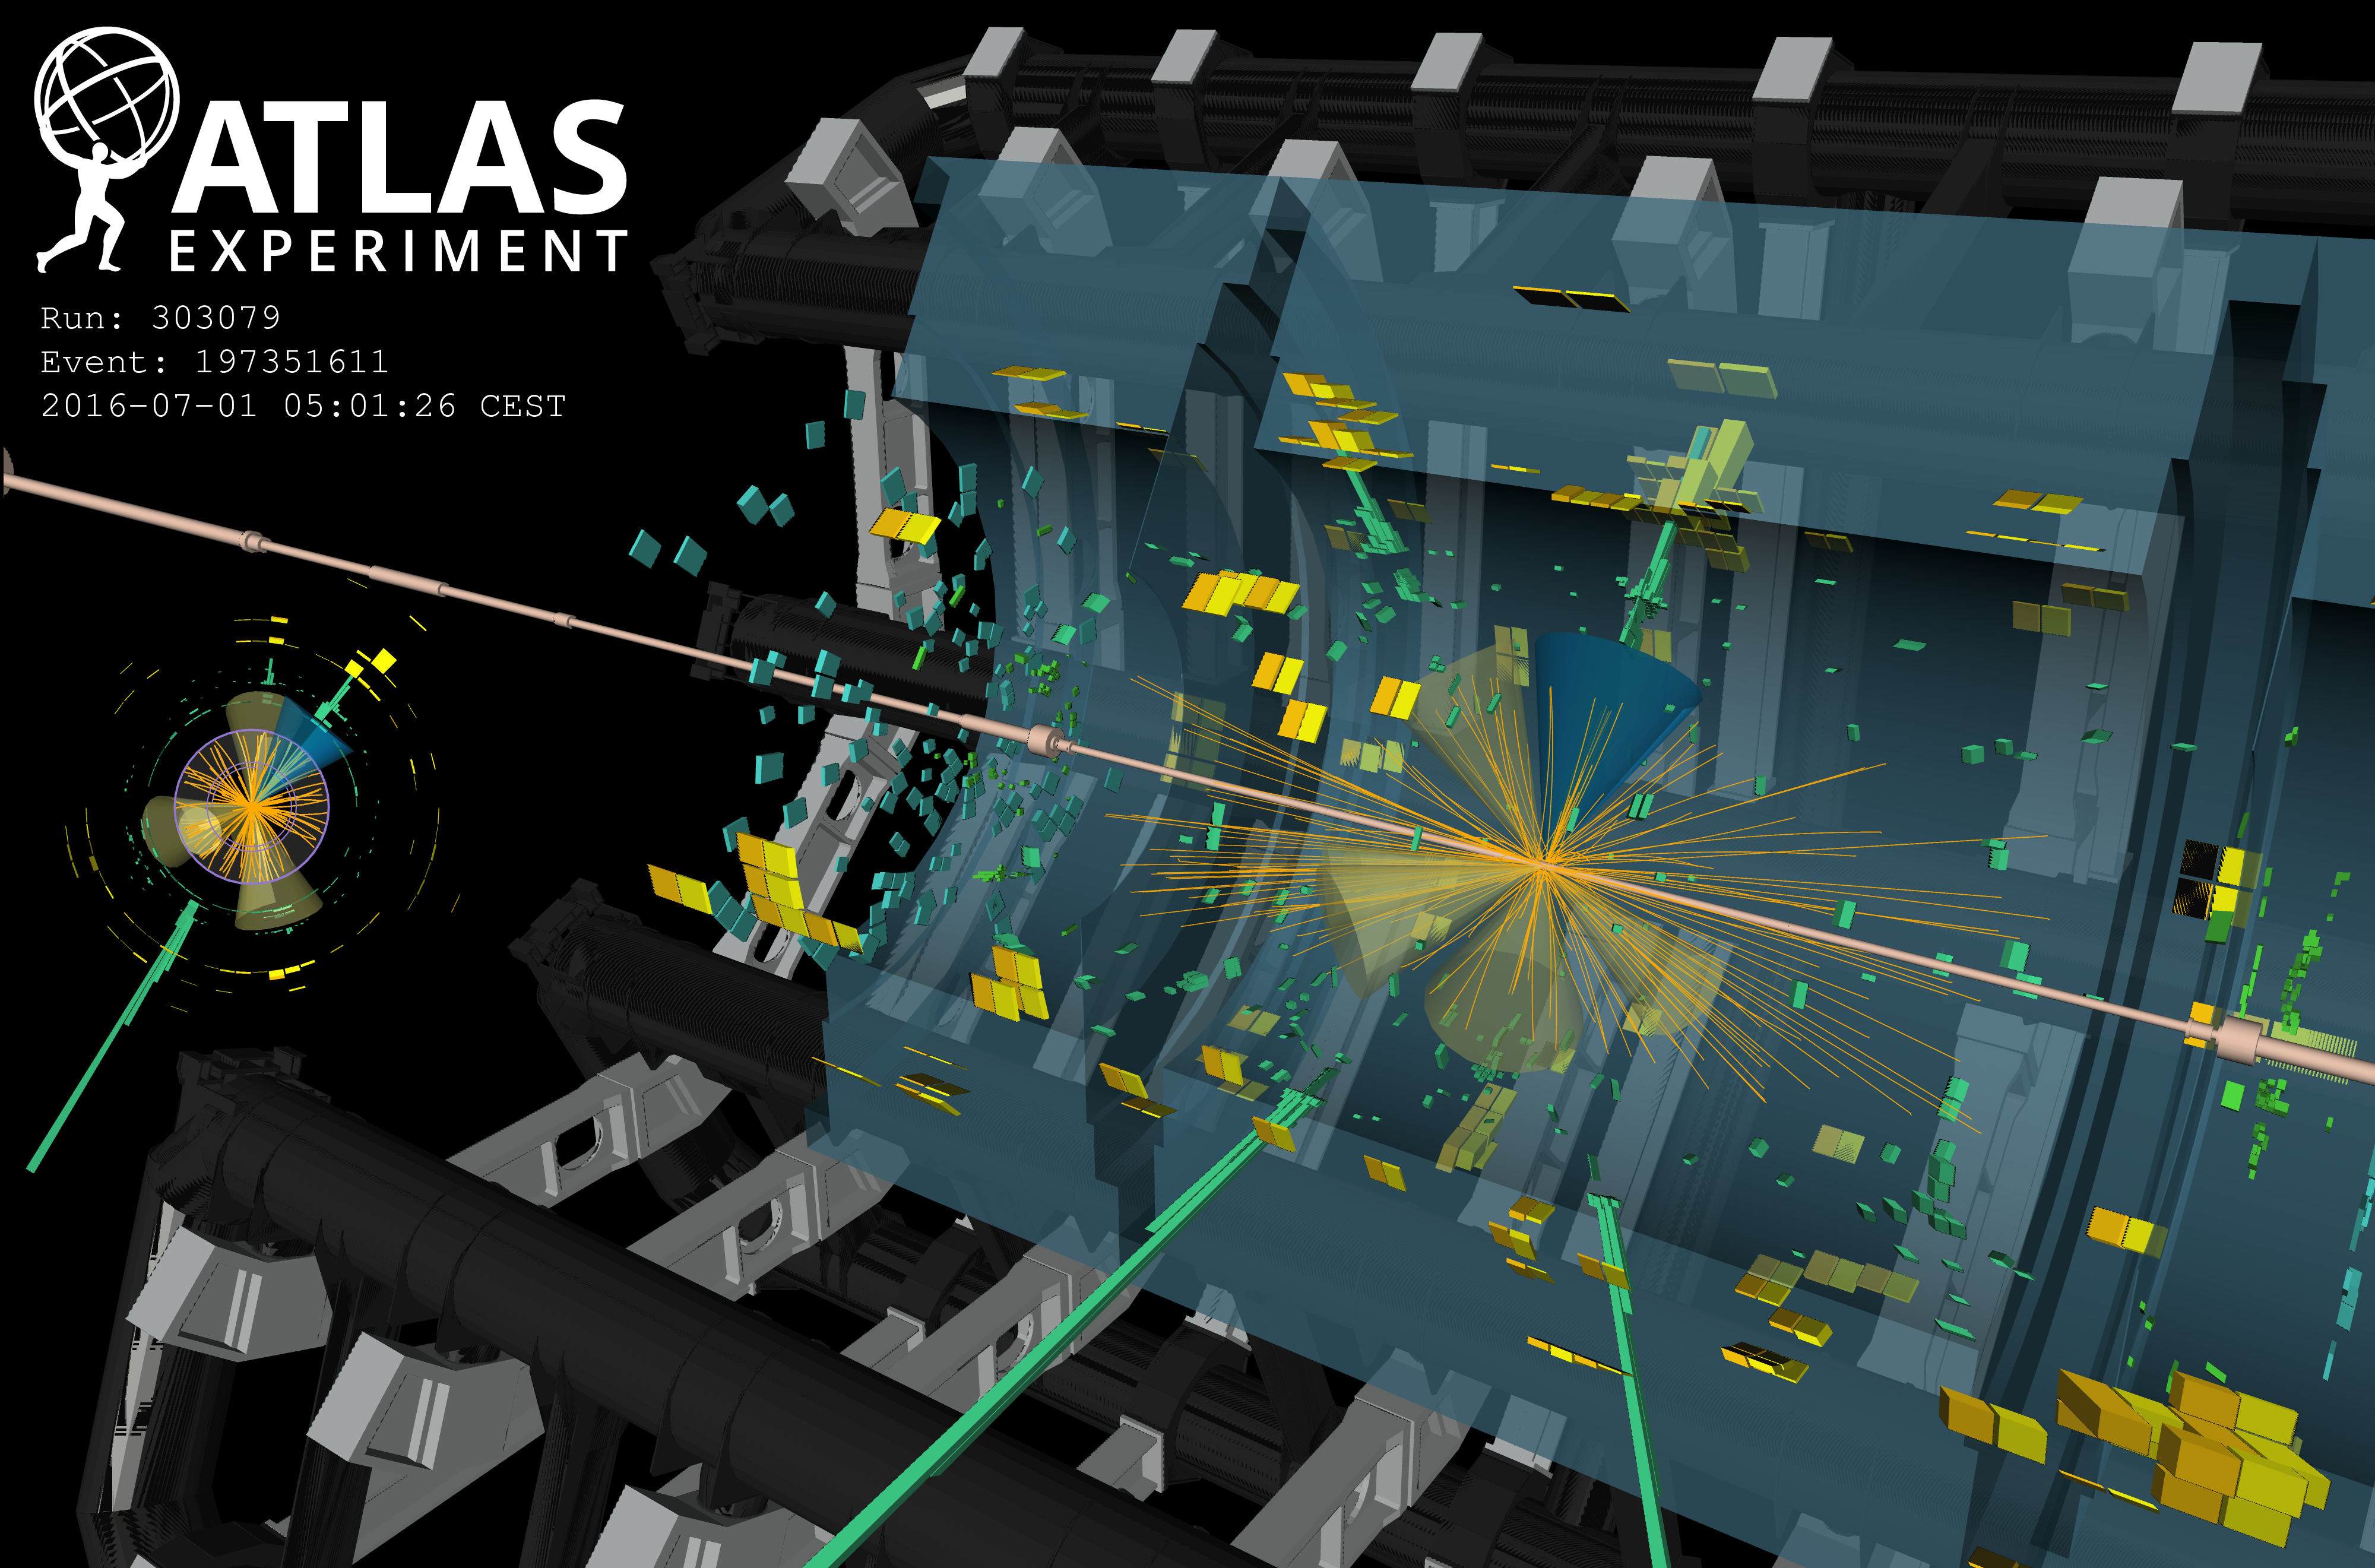 ATLAS
EXPERIMENT
Run: 303079
Event: 197351611
2016-07-01 05:01:26 CEST